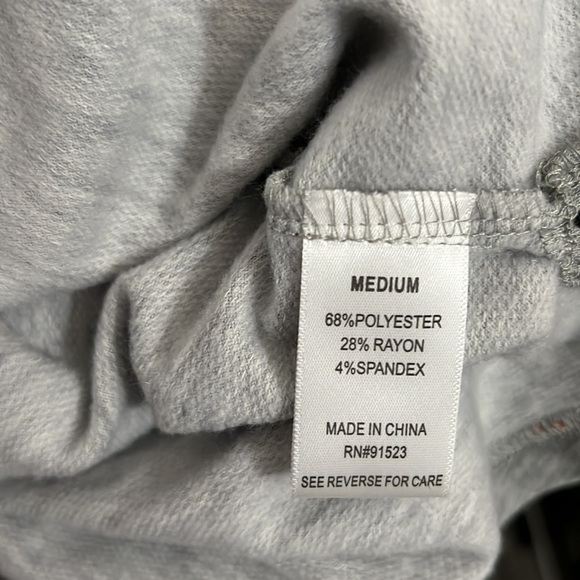 MEDIUM
68%POLYESTER
28% RAYON
4%SPANDEX
MADE IN CHINA
RN#91523
SEE REVERSE FOR CARE